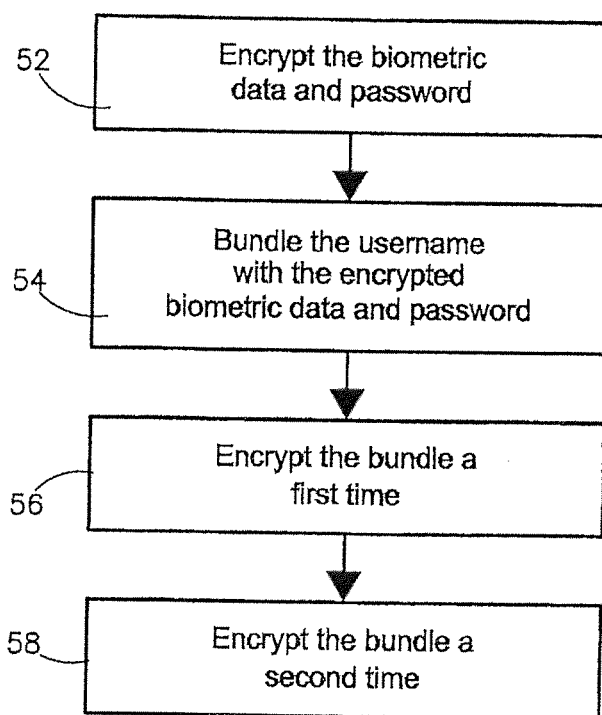 52
Encrypt the biometric
data and password
54
Bundle the username
with the encrypted
biometric data and password
56
Encrypt the bundle a
first time
58
Encrypt the bundle a
second time